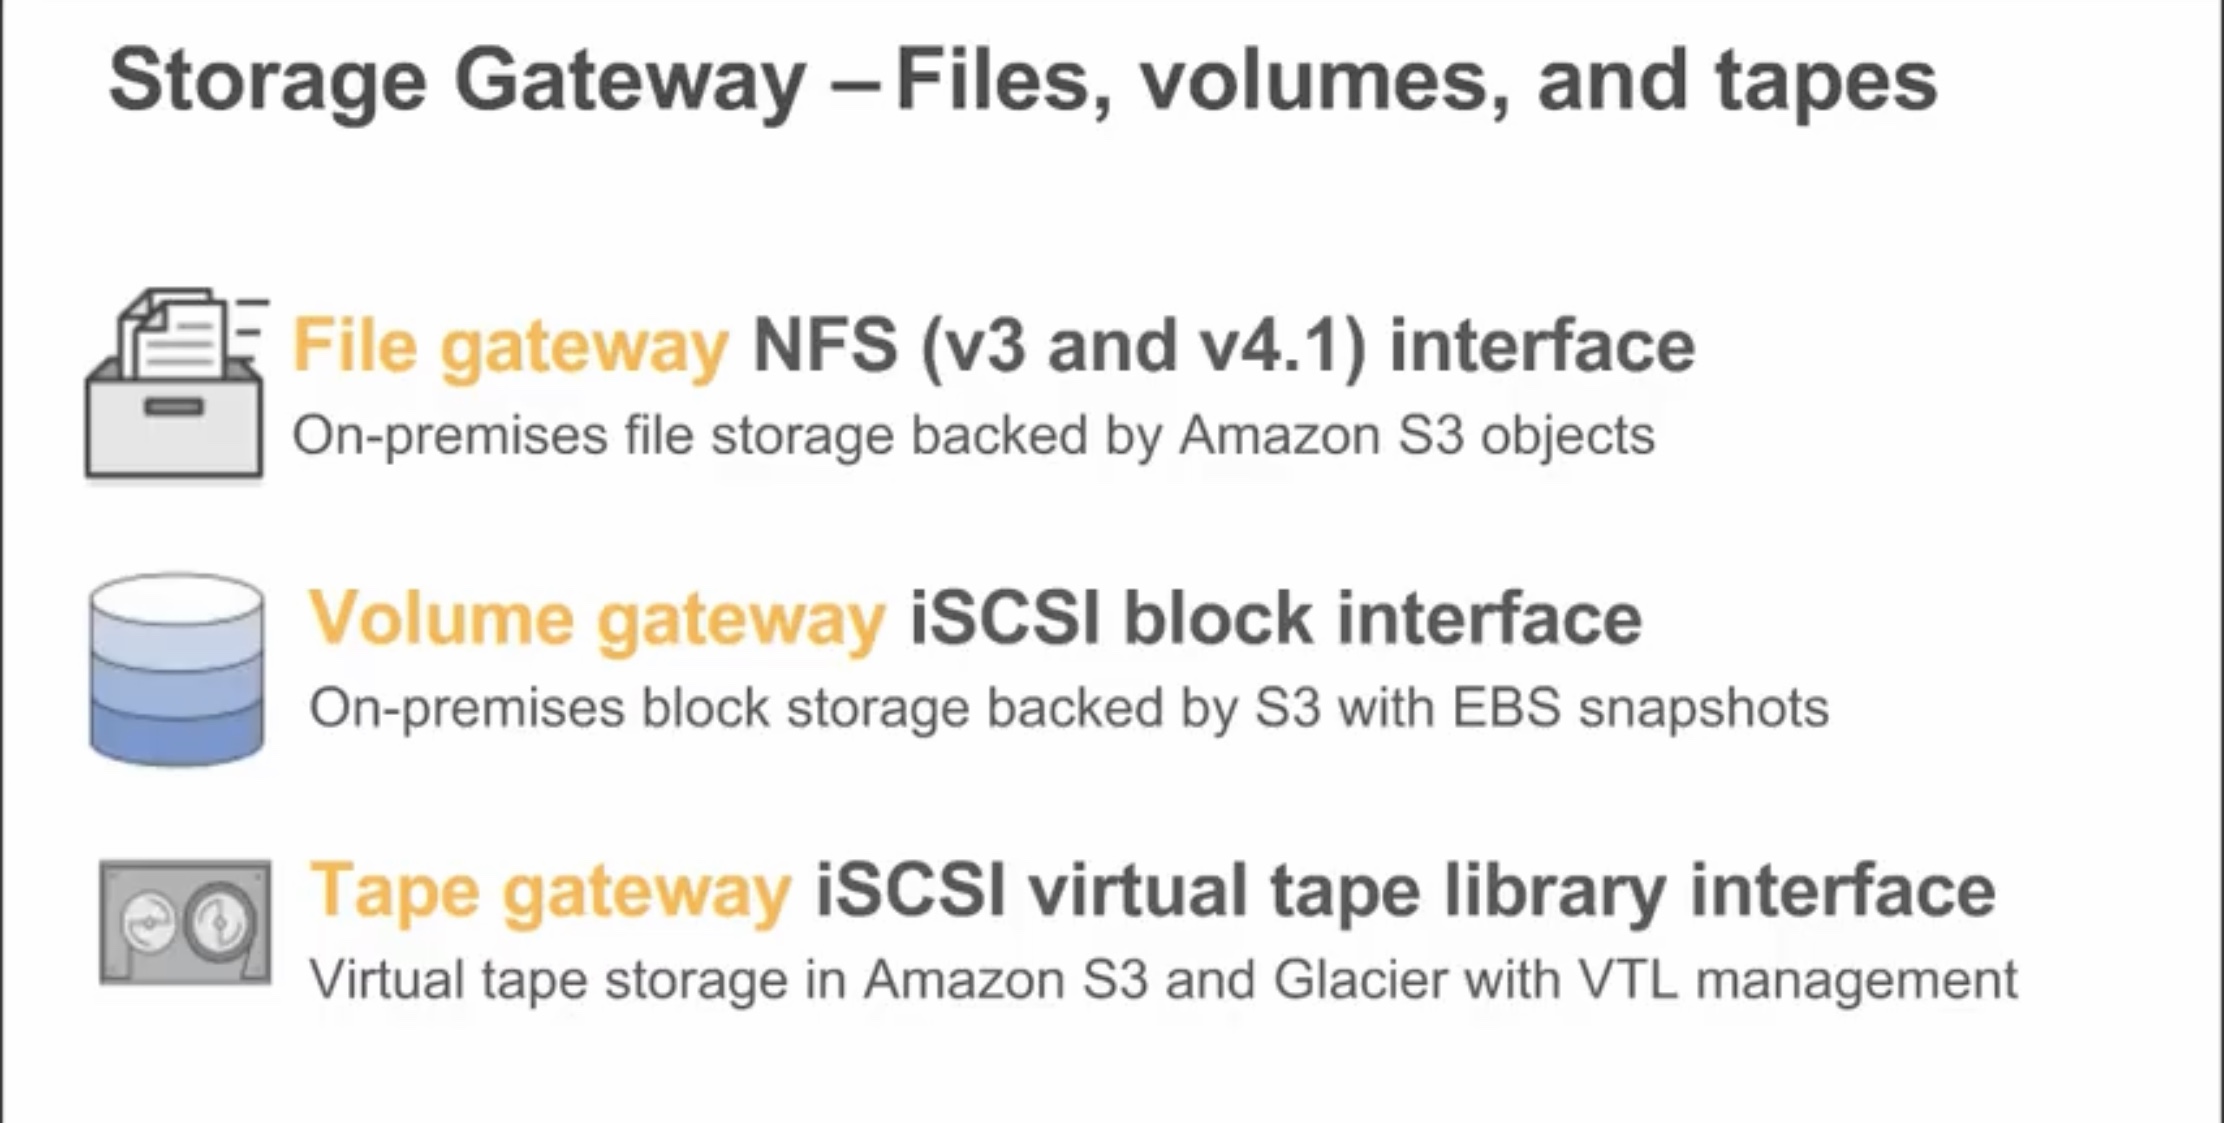 Storage Gateway – Files, volumes, and tapes
File gateway NFS (v3 and v4.1) interface
On-premises file storage backed by Amazon S3 objects
Volume gateway iSCSI block interface
On-premises block storage backed by S3 with EBS snapshots
Tape gateway iSCSI virtual tape library interface
Virtual tape storage in Amazon S3 and Glacier with VTL management